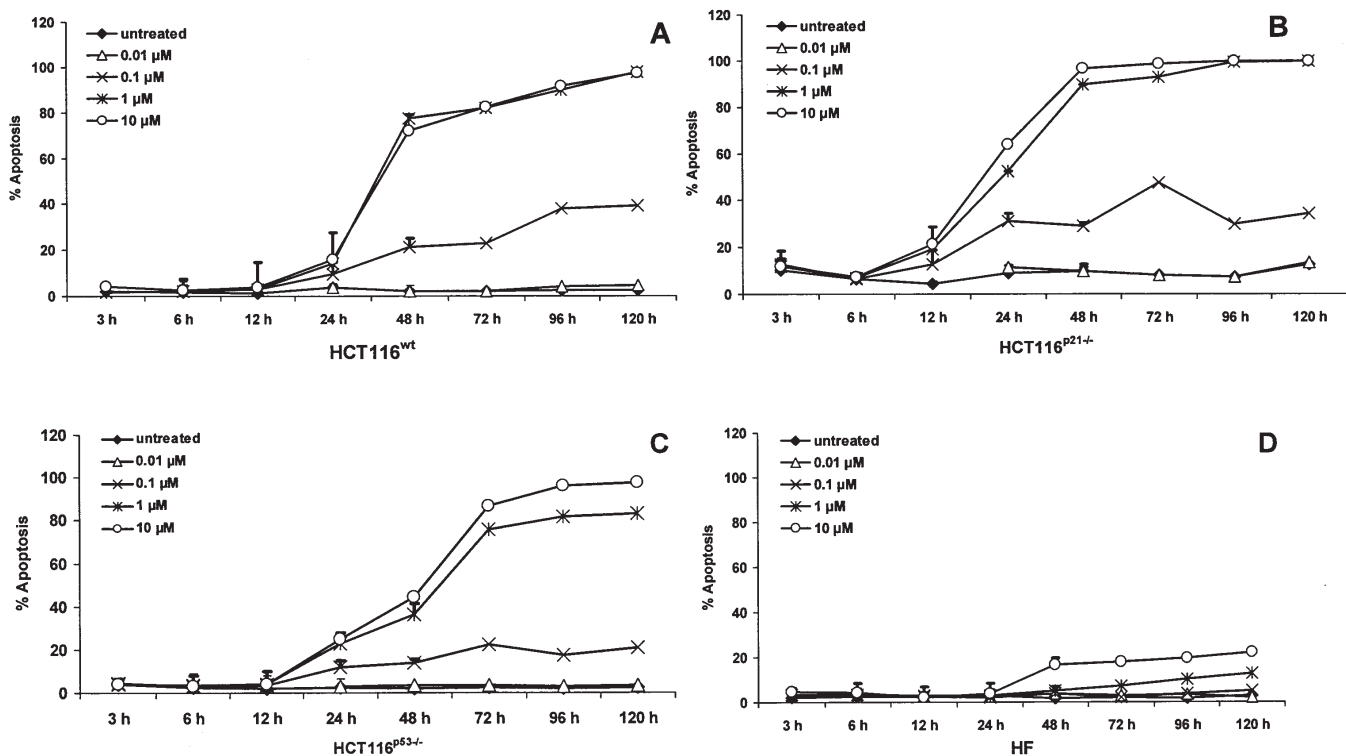 A
120
100
80
60
40
20
0
% Apoptosis
untreated
0.01 µM
0.1 µM
1 µM
10 µM
3 h 6 h 12 h 24 h 48 h 72 h 96 h 120 h
HCT116wt
B
120
100
80
60
40
20
0
% Apoptosis
untreated
0.01 µM
0.1 µM
1 µM
10 µM
3 h 6 h 12 h 24 h 48 h 72 h 96 h 120 h
HCT116p21-/-
C
120
100
80
60
40
20
0
% Apoptosis
untreated
0.01 µM
0.1 µM
1 µM
10 µM
3 h 6 h 12 h 24 h 48 h 72 h 96 h 120 h
HCT116p53-/-
D
120
100
80
60
40
20
0
% Apoptosis
untreated
0.01 µM
0.1 µM
1 µM
10 µM
3 h 6 h 12 h 24 h 48 h 72 h 96 h 120 h
HF